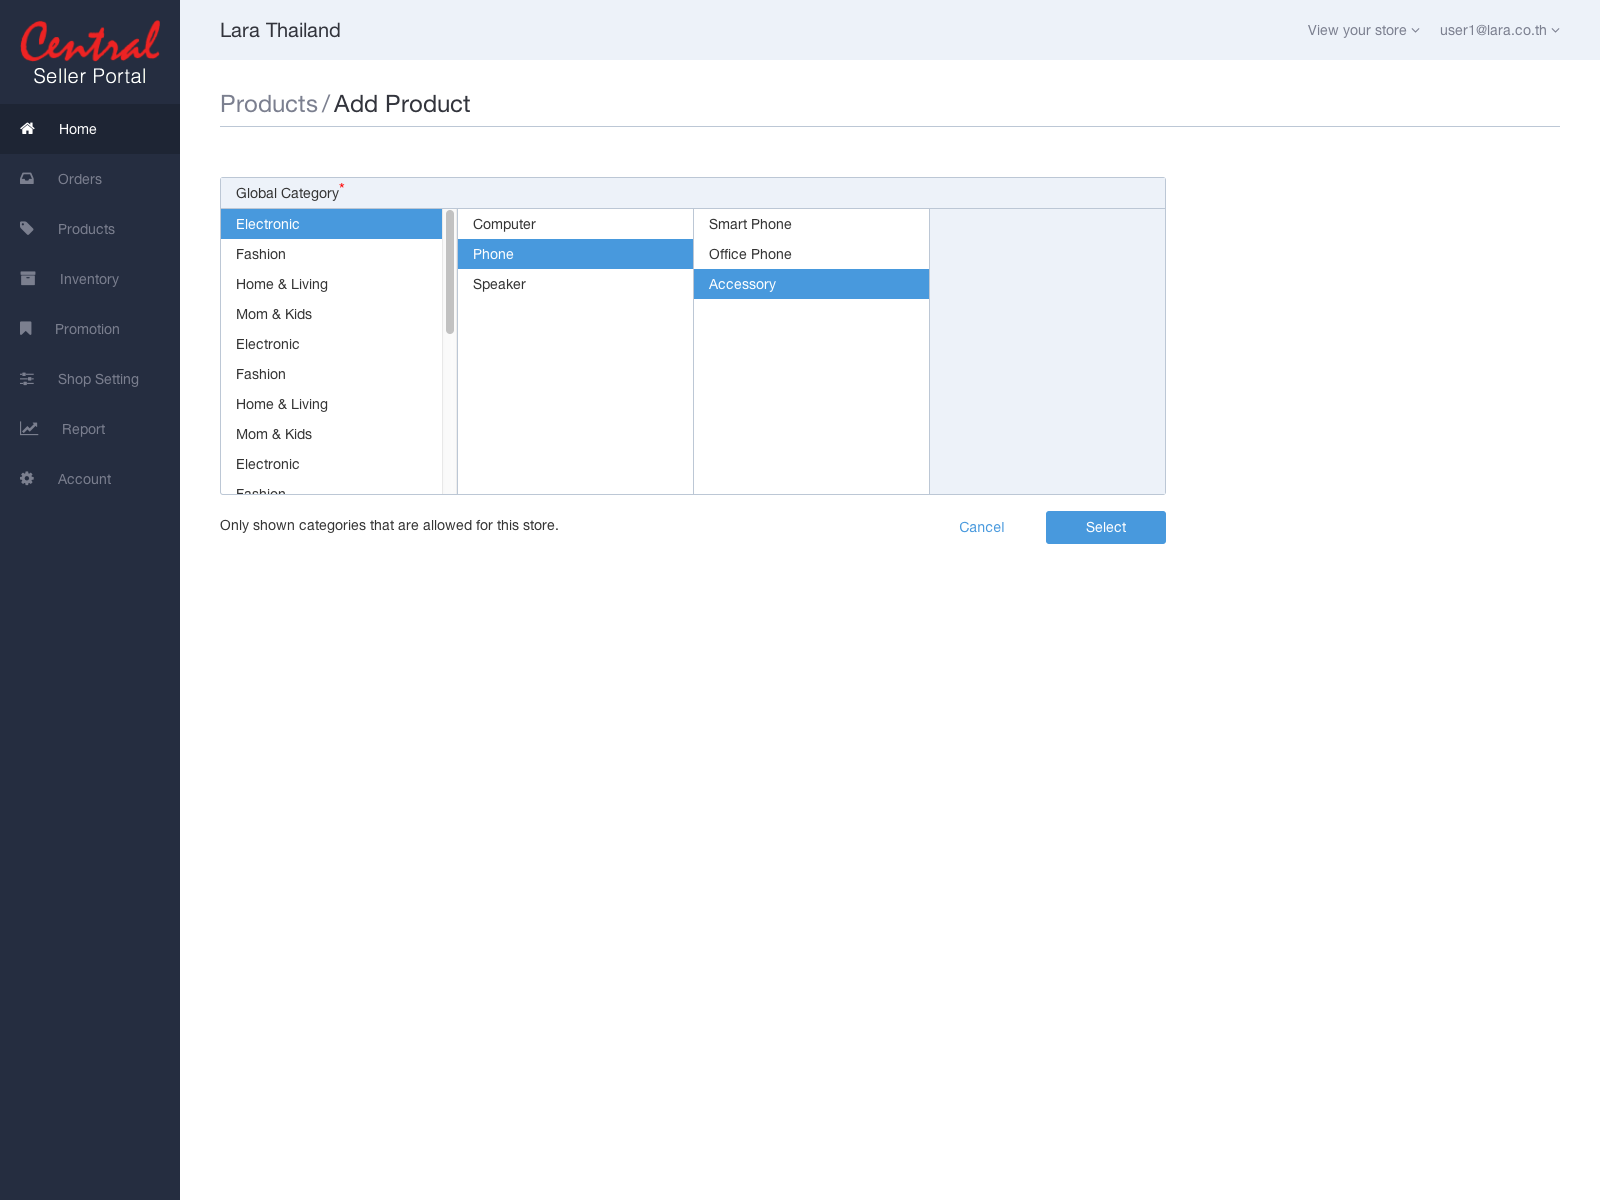 Central
Seller Portal
Home
Orders
Products
Inventory
Promotion
Shop Setting
Report
Account
Lara Thailand
View your store
user1@lara.co.th
Products / Add Product
Global Category*
Electronic
Fashion
Home & Living
Mom & Kids
Electronic
Fashion
Home & Living
Mom & Kids
Electronic
Fashion
Computer
Phone
Speaker
Smart Phone
Office Phone
Accessory
Only shown categories that are allowed for this store.
Cancel
Select